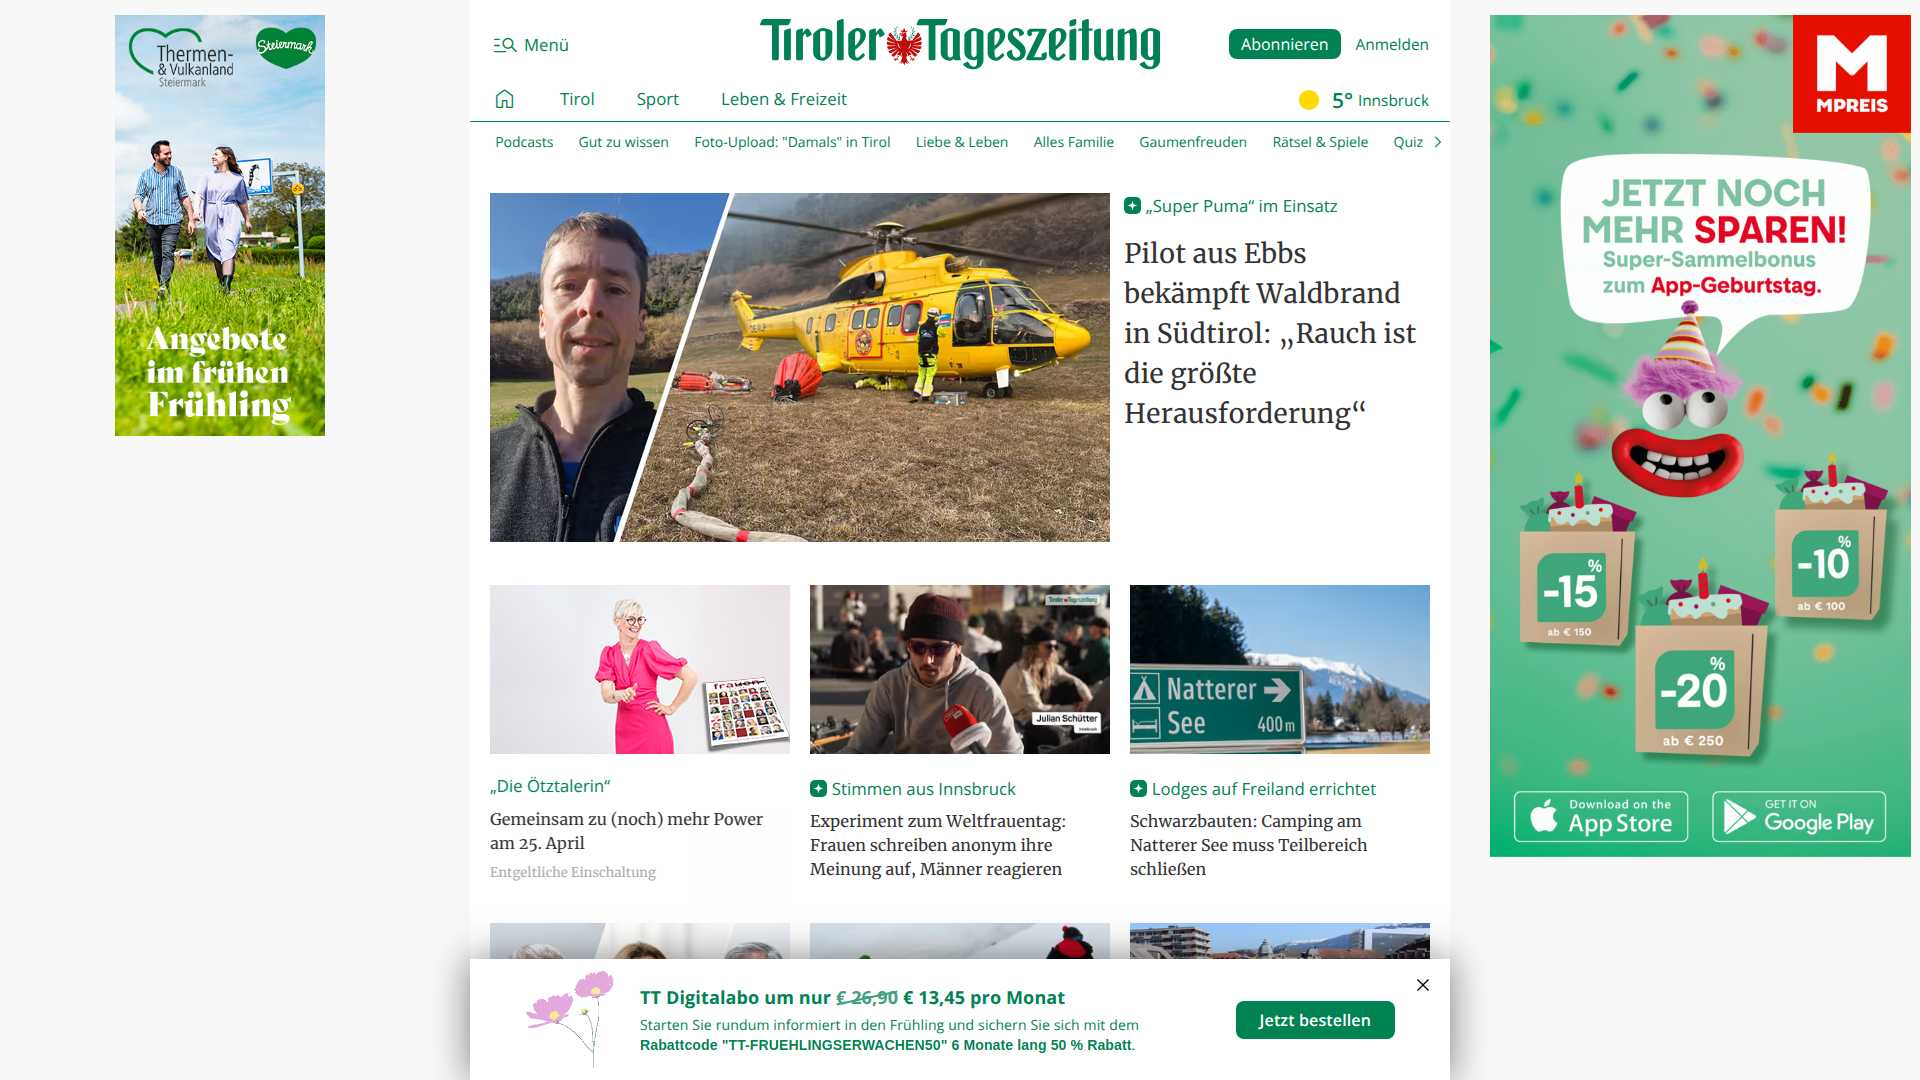 Thermen-
& Vulkanland
Steiermark
Steiermark
Angebote
im frühen
Frühling
Menü
Tiroler Tageszeitung
Abonnieren
Anmelden
Tirol
Sport
Leben & Freizeit
5° Innsbruck
Podcasts
Gut zu wissen
Foto-Upload: "Damals" in Tirol
Liebe & Leben
Alles Familie
Gaumenfreuden
Rätsel & Spiele
Quiz
„Super Puma“ im Einsatz
Pilot aus Ebbs
bekämpft Waldbrand
in Südtirol: „Rauch ist
die größte
Herausforderung“
frauen
Tiroler Tageszeitung
Julian Schütter
Innsbruck
Natterer
See 400 m
„Die Ötztalerin“
Gemeinsam zu (noch) mehr Power
am 25. April
Entgeltliche Einschaltung
Stimmen aus Innsbruck
Experiment zum Weltfrauentag:
Frauen schreiben anonym ihre
Meinung auf, Männer reagieren
Lodges auf Freiland errichtet
Schwarzbauten: Camping am
Natterer See muss Teilbereich
schließen
TT Digitalabo um nur € 26,90 € 13,45 pro Monat
Starten Sie rundum informiert in den Frühling und sichern Sie sich mit dem
Rabattcode "TT-FRUEHLINGSERWACHEN50" 6 Monate lang 50 % Rabatt.
Jetzt bestellen
M
MPREIS
JETZT NOCH
MEHR SPAREN!
Super-Sammelbonus
zum App-Geburtstag.
-15%
ab € 150
-10%
ab € 100
-20%
ab € 250
Download on the
App Store
GET IT ON
Google Play